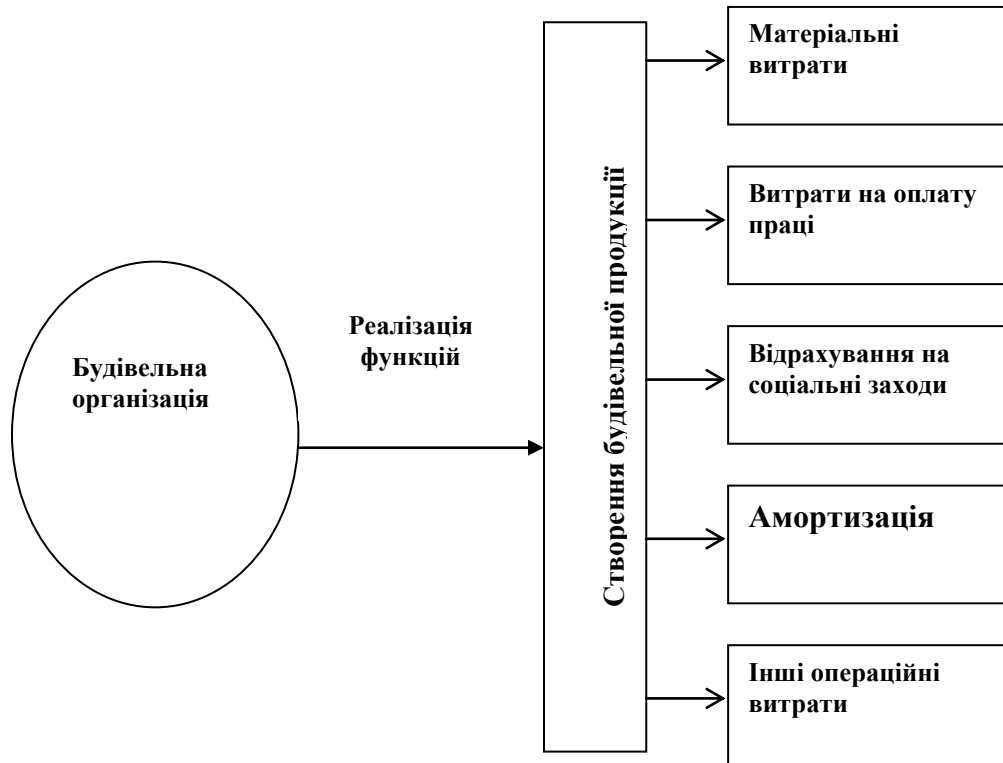 Будівельна
організація
Реалізація
функцій
Створення будівельної продукції
Матеріальні
витрати
Витрати на оплату
праці
Відрахування на
соціальні заходи
Амортизація
Інші операційні
витрати